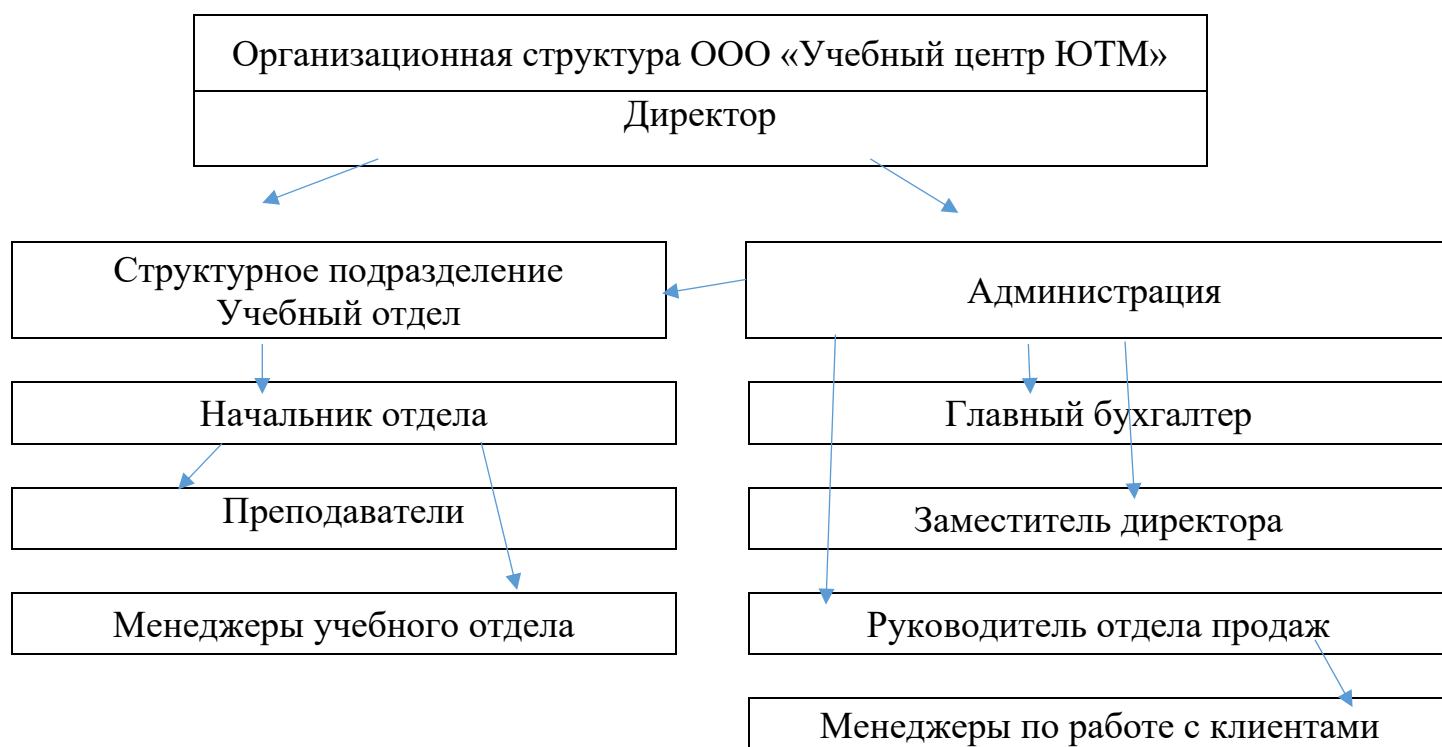 Организационная структура ООО «Учебный центр ЮТМ»
Директор
Структурное подразделение
Учебный отдел
Администрация
Начальник отдела
Главный бухгалтер
Преподаватели
Заместитель директора
Менеджеры учебного отдела
Руководитель отдела продаж
Менеджеры по работе с клиентами